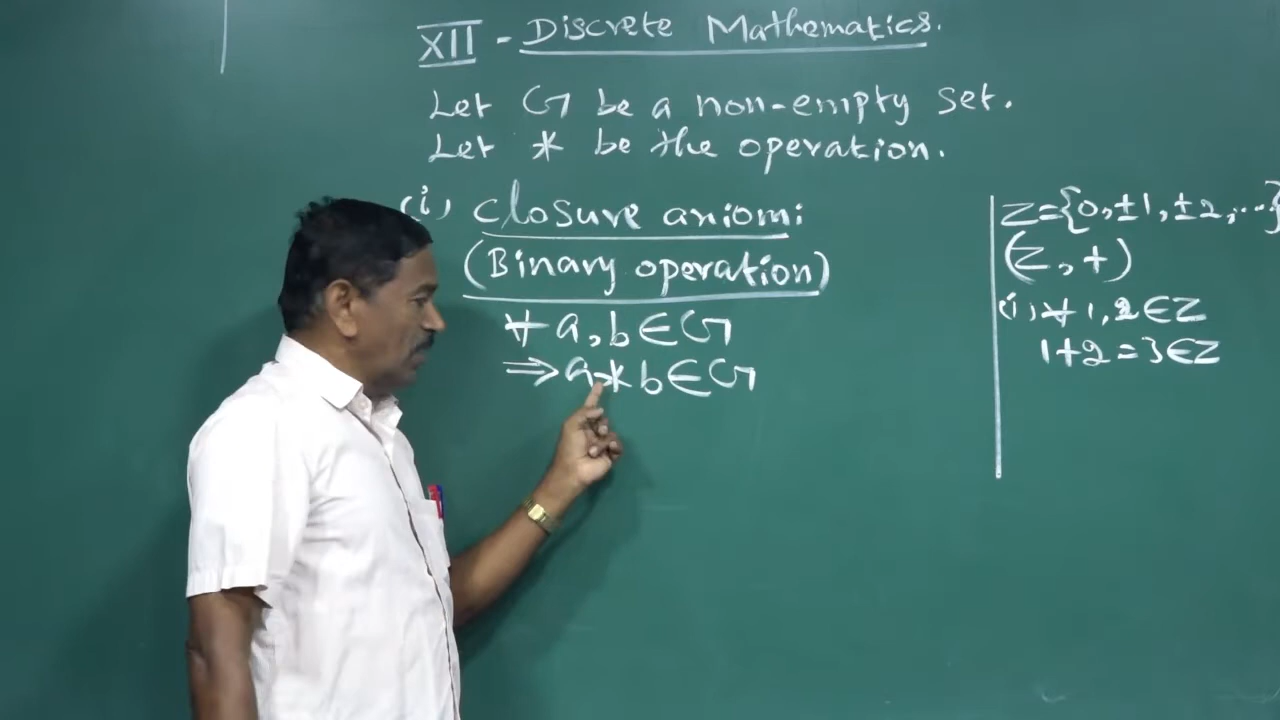 XII - Discrete Mathematics.
Let G be a non-empty set.
Let * be the operation.
(i) Closure axiom:
(Binary operation)
∀ a, b ∈ G
⇒ a * b ∈ G
Z = {0, ±1, ±2, ...}
(Z, +)
(i) ∀ 1, 2 ∈ Z
1 + 2 = 3 ∈ Z